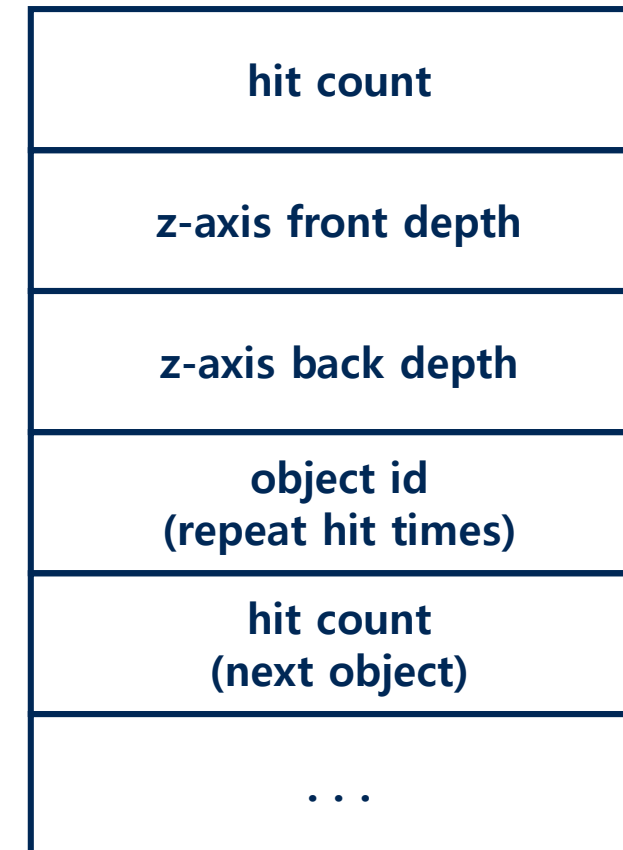 hit count
z-axis front depth
z-axis back depth
object id
(repeat hit times)
hit count
(next object)
. . .